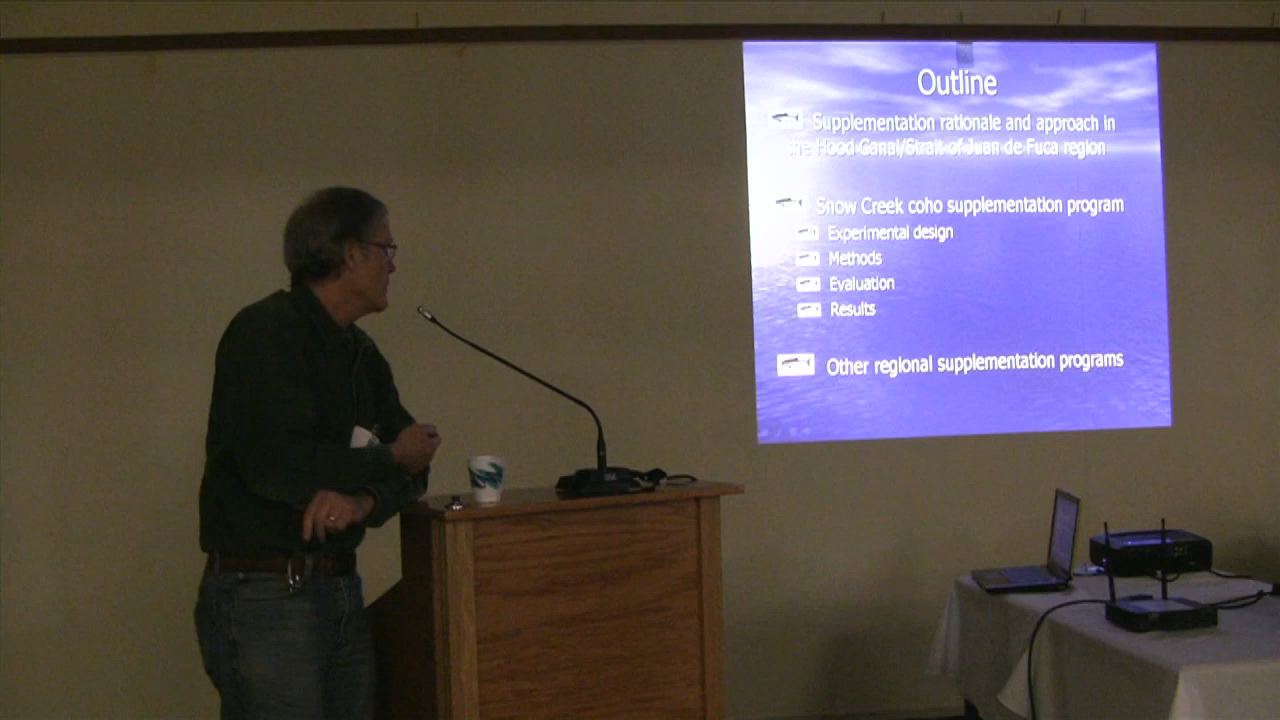 Outline
Supplementation rationale and approach in
the Hood Canal/Strait of Juan de Fuca region
Snow Creek coho supplementation program
Experimental design
Methods
Evaluation
Results
Other regional supplementation programs